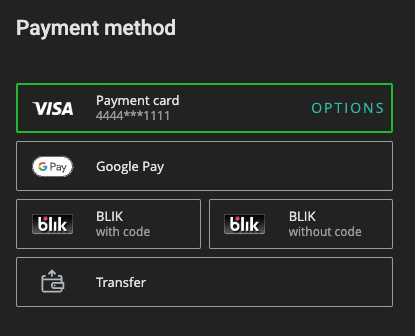 Payment method
VISA
Payment card
4444***1111
OPTIONS
G Pay
Google Pay
blik
BLIK
with code
blik
BLIK
without code
Transfer